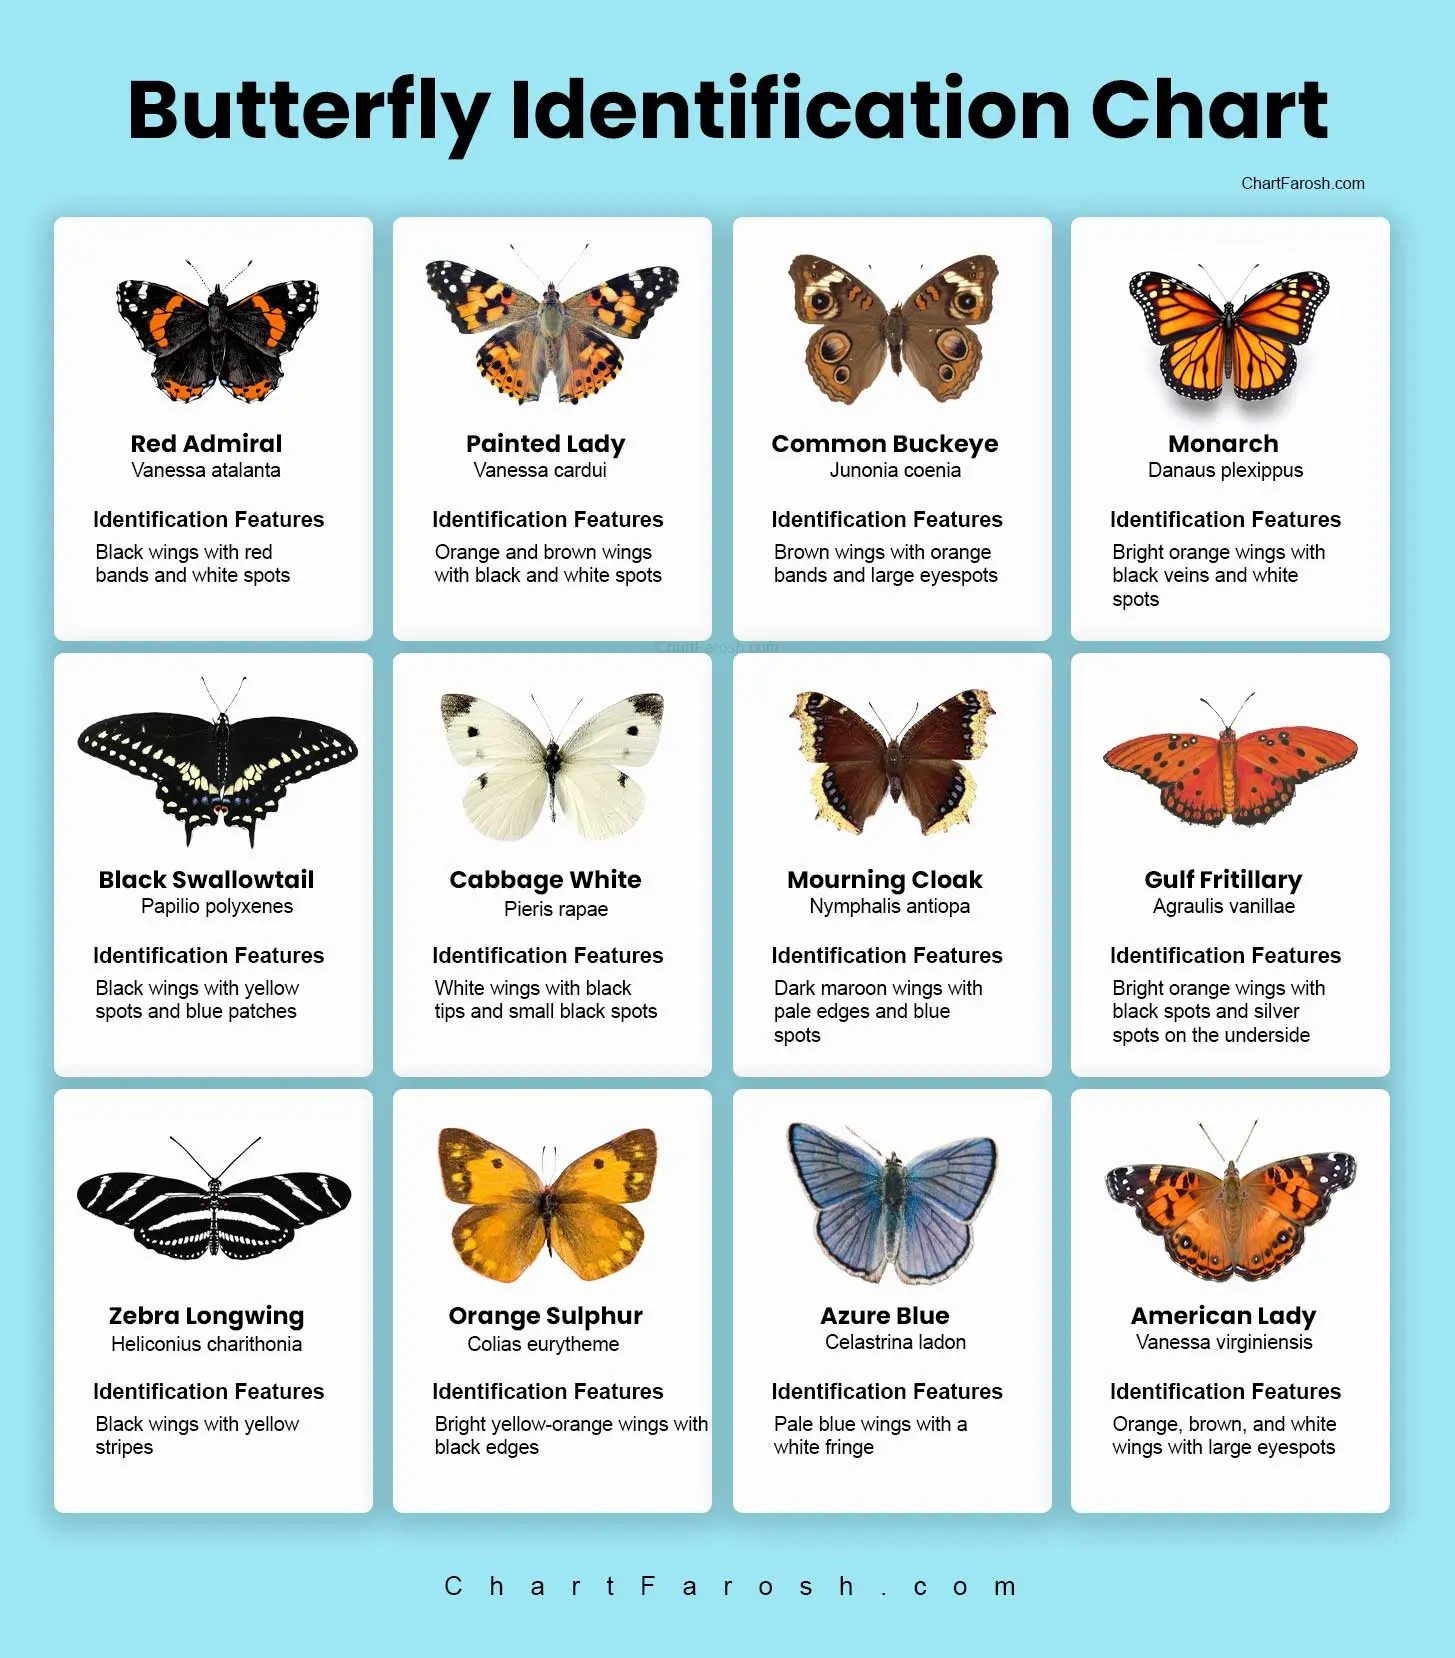 Butterfly Identification Chart
ChartFarosh.com
Red Admiral
Vanessa atalanta
Identification Features
Black wings with red
bands and white spots
Painted Lady
Vanessa cardui
Identification Features
Orange and brown wings
with black and white spots
Common Buckeye
Junonia coenia
Identification Features
Brown wings with orange
bands and large eyespots
Monarch
Danaus plexippus
Identification Features
Bright orange wings with
black veins and white
spots
ChartFarosh.com
Black Swallowtail
Papilio polyxenes
Identification Features
Black wings with yellow
spots and blue patches
Cabbage White
Pieris rapae
Identification Features
White wings with black
tips and small black spots
Mourning Cloak
Nymphalis antiopa
Identification Features
Dark maroon wings with
pale edges and blue
spots
Gulf Fritillary
Agraulis vanillae
Identification Features
Bright orange wings with
black spots and silver
spots on the underside
Zebra Longwing
Heliconius charithonia
Identification Features
Black wings with yellow
stripes
Orange Sulphur
Colias eurytheme
Identification Features
Bright yellow-orange wings with
black edges
Azure Blue
Celastrina ladon
Identification Features
Pale blue wings with a
white fringe
American Lady
Vanessa virginiensis
Identification Features
Orange, brown, and white
wings with large eyespots
ChartFarosh.com